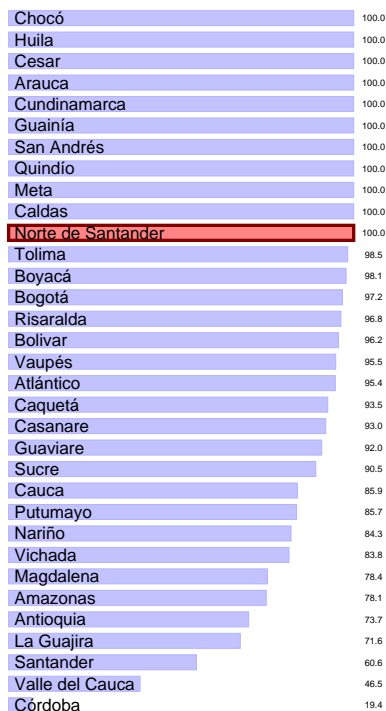 Chocó 100.0
Huila 100.0
Cesar 100.0
Arauca 100.0
Cundinamarca 100.0
Guainía 100.0
San Andrés 100.0
Quindío 100.0
Meta 100.0
Caldas 100.0
Norte de Santander 100.0
Tolima 98.5
Boyacá 98.1
Bogotá 97.2
Risaralda 96.8
Bolivar 96.2
Vaupés 95.5
Atlántico 95.4
Caquetá 93.5
Casanare 93.0
Guaviare 92.0
Sucre 90.5
Cauca 85.9
Putumayo 85.7
Nariño 84.3
Vichada 83.8
Magdalena 78.4
Amazonas 78.1
Antioquia 73.7
La Guajira 71.6
Santander 60.6
Valle del Cauca 46.5
Córdoba 19.4